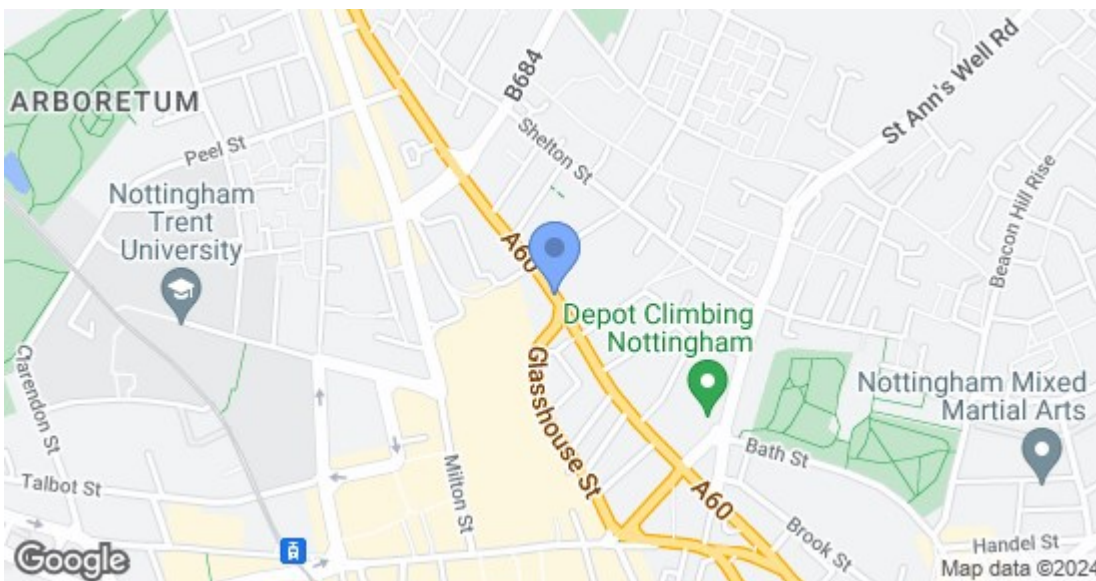 ARBORETUM
B684
St Ann's Well Rd
Shelton St
Peel St
Nottingham
Trent
University
A60
Beacon Hill Rise
Depot Climbing
Nottingham
Clarendon St
Glasshouse St
Nottingham Mixed
Martial Arts
Milton St
Bath St
Talbot St
A60
Brook St
Handel St
Google
Map data ©2024